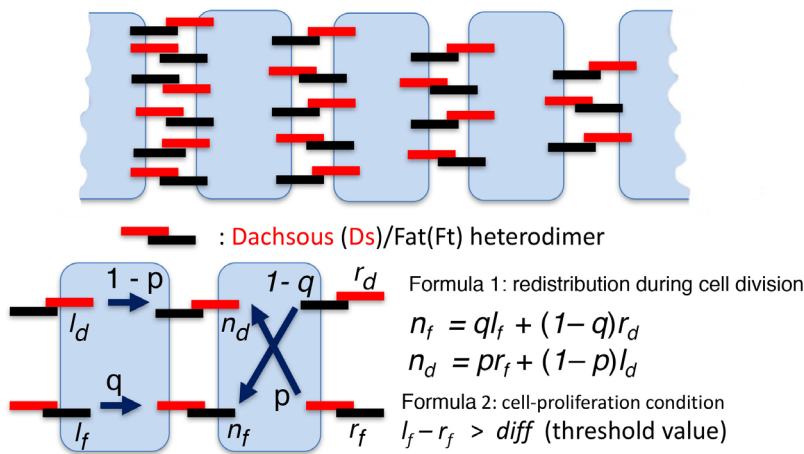 : Dachsous (Ds)/Fat(Ft) heterodimer
1 - p
1- q
r_d
l_d
n_d
q
p
l_f
n_f
r_f
Formula 1: redistribution during cell division
n_f = ql_f + (1– q)r_d
n_d = pr_f + (1– p)l_d
Formula 2: cell-proliferation condition
l_f – r_f > diff (threshold value)